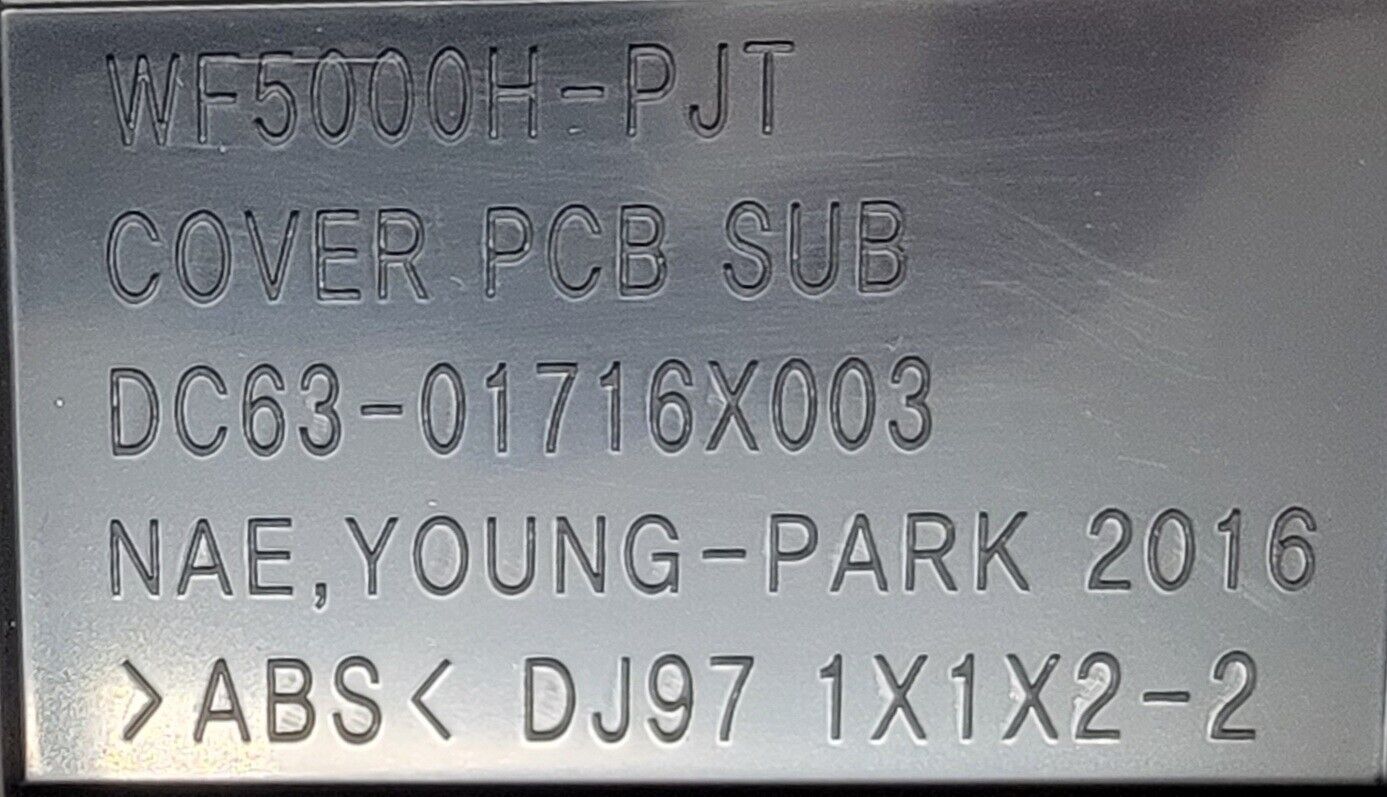 WF5000H-PJT
COVER PCB SUB
DC63-01716X003
NAE,YOUNG-PARK 2016
>ABS< DJ97 1X1X2-2